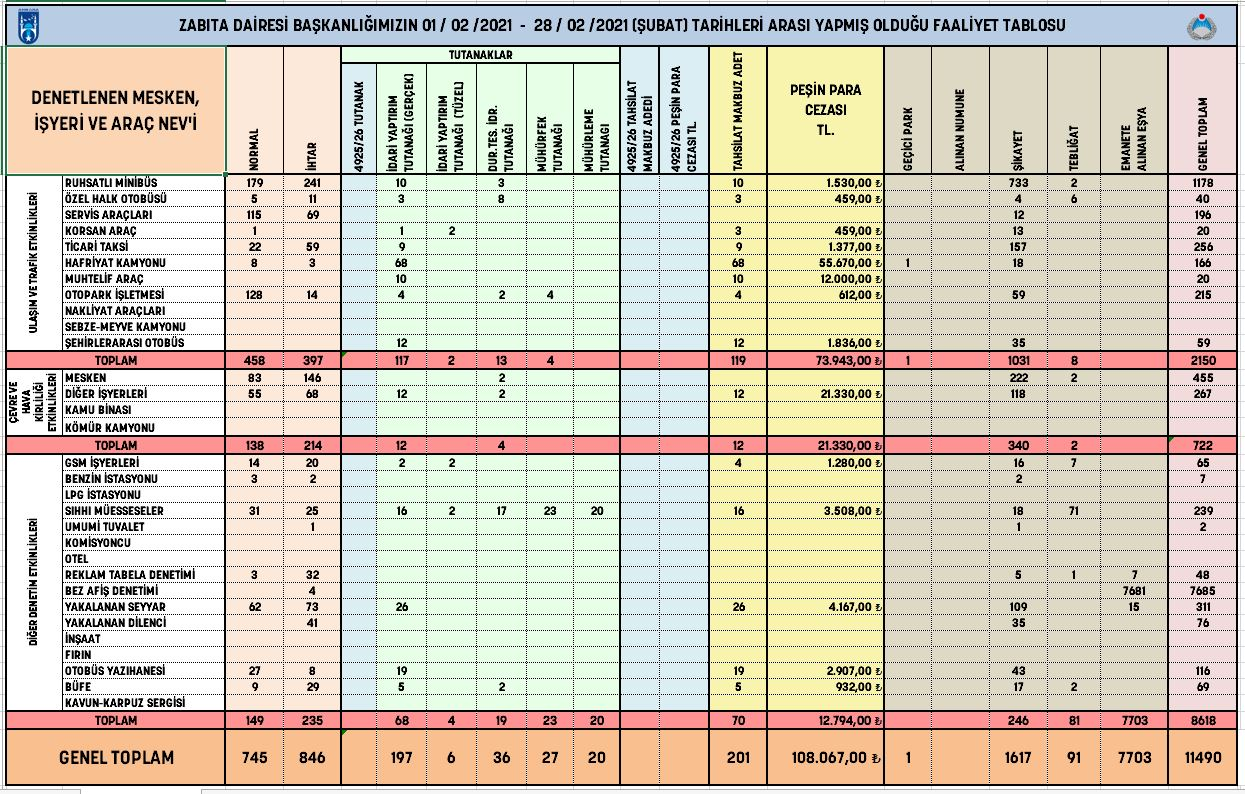 ZABITA DAİRESİ BAŞKANLIĞIMIZIN 01 / 02 /2021 - 28 / 02 /2021 (ŞUBAT) TARİHLERİ ARASI YAPMIŞ OLDUĞU FAALİYET TABLOSU
DENETLENEN MESKEN,
İŞYERİ VE ARAÇ NEV'İ
NORMAL
İHTAR
TUTANAKLAR
4925/26 TUTANAK
İDARİ YAPTIRIM
TUTANAĞI (GERÇEK)
İDARİ YAPTIRIM
TUTANAĞI (TÜZEL)
DUR.TES. İDR.
TUTANAĞI
MÜHÜRFEK
TUTANAĞI
MÜHÜRLEME
TUTANAGI
4925/26 TAHSİLAT
MAKBUZ ADEDİ
4925/26 PEŞİN PARA
CEZASI TL.
TAHSİLAT MAKBUZ ADET
PEŞİN PARA
CEZASI
TL.
GEÇİCİ PARK
ALINAN NUMUNE
ŞİKAYET
TEBLİĞAT
EMANETE
ALINAN EŞYA
GENEL TOPLAM
ULAŞIM VE TRAFİK ETKİNLİKLERİ
RUHSATLI MİNİBÜS 179 241 10 3 10 1.530,00 ₺ 733 2 1178
ÖZEL HALK OTOBÜSÜ 5 11 3 8 3 459,00 ₺ 4 6 40
SERVİS ARAÇLARI 115 69 12 196
KORSAN ARAÇ 1 1 2 3 459,00 ₺ 13 20
TİCARİ TAKSİ 22 59 9 9 1.377,00 ₺ 157 256
HAFRİYAT KAMYONU 8 3 68 68 55.670,00 ₺ 1 18 166
MUHTELİF ARAÇ 10 10 12.000,00 ₺ 20
OTOPARK İŞLETMESİ 128 14 4 2 4 4 612,00 ₺ 59 215
NAKLİYAT ARAÇLARI
SEBZE-MEYVE KAMYONU
ŞEHİRLERARASI OTOBÜS 12 12 1.836,00 ₺ 35 59
TOPLAM 458 397 117 2 13 4 119 73.943,00 ₺ 1 1031 8 2150
ÇEVRE VE
HAVA
KİRLİLİĞİ
ETKİNLİKLERİ
MESKEN 83 146 2 222 2 455
DİĞER İŞYERLERİ 55 68 12 2 12 21.330,00 ₺ 118 267
KAMU BİNASI
KÖMÜR KAMYONU
TOPLAM 138 214 12 4 12 21.330,00 ₺ 340 2 722
DİĞER DENETİM ETKİNLİKLERİ
GSM İŞYERLERİ 14 20 2 2 4 1.280,00 ₺ 16 7 65
BENZİN İSTASYONU 3 2 2 7
LPG İSTASYONU
SIHHI MÜESSESELER 31 25 16 2 17 23 20 16 3.508,00 ₺ 18 71 239
UMUMİ TUVALET 1 1 2
KOMİSYONCU
OTEL
REKLAM TABELA DENETİMİ 3 32 5 1 7 48
BEZ AFİŞ DENETİMİ 4 7681 7685
YAKALANAN SEYYAR 62 73 26 26 4.167,00 ₺ 109 15 311
YAKALANAN DİLENCİ 41 35 76
İNŞAAT
FIRIN
OTOBÜS YAZIHANESİ 27 8 19 19 2.907,00 ₺ 43 116
BÜFE 9 29 5 2 5 932,00 ₺ 17 2 69
KAVUN-KARPUZ SERGİSİ
TOPLAM 149 235 68 4 19 23 20 70 12.794,00 ₺ 246 81 7703 8618
GENEL TOPLAM 745 846 197 6 36 27 20 201 108.067,00 ₺ 1 1617 91 7703 11490